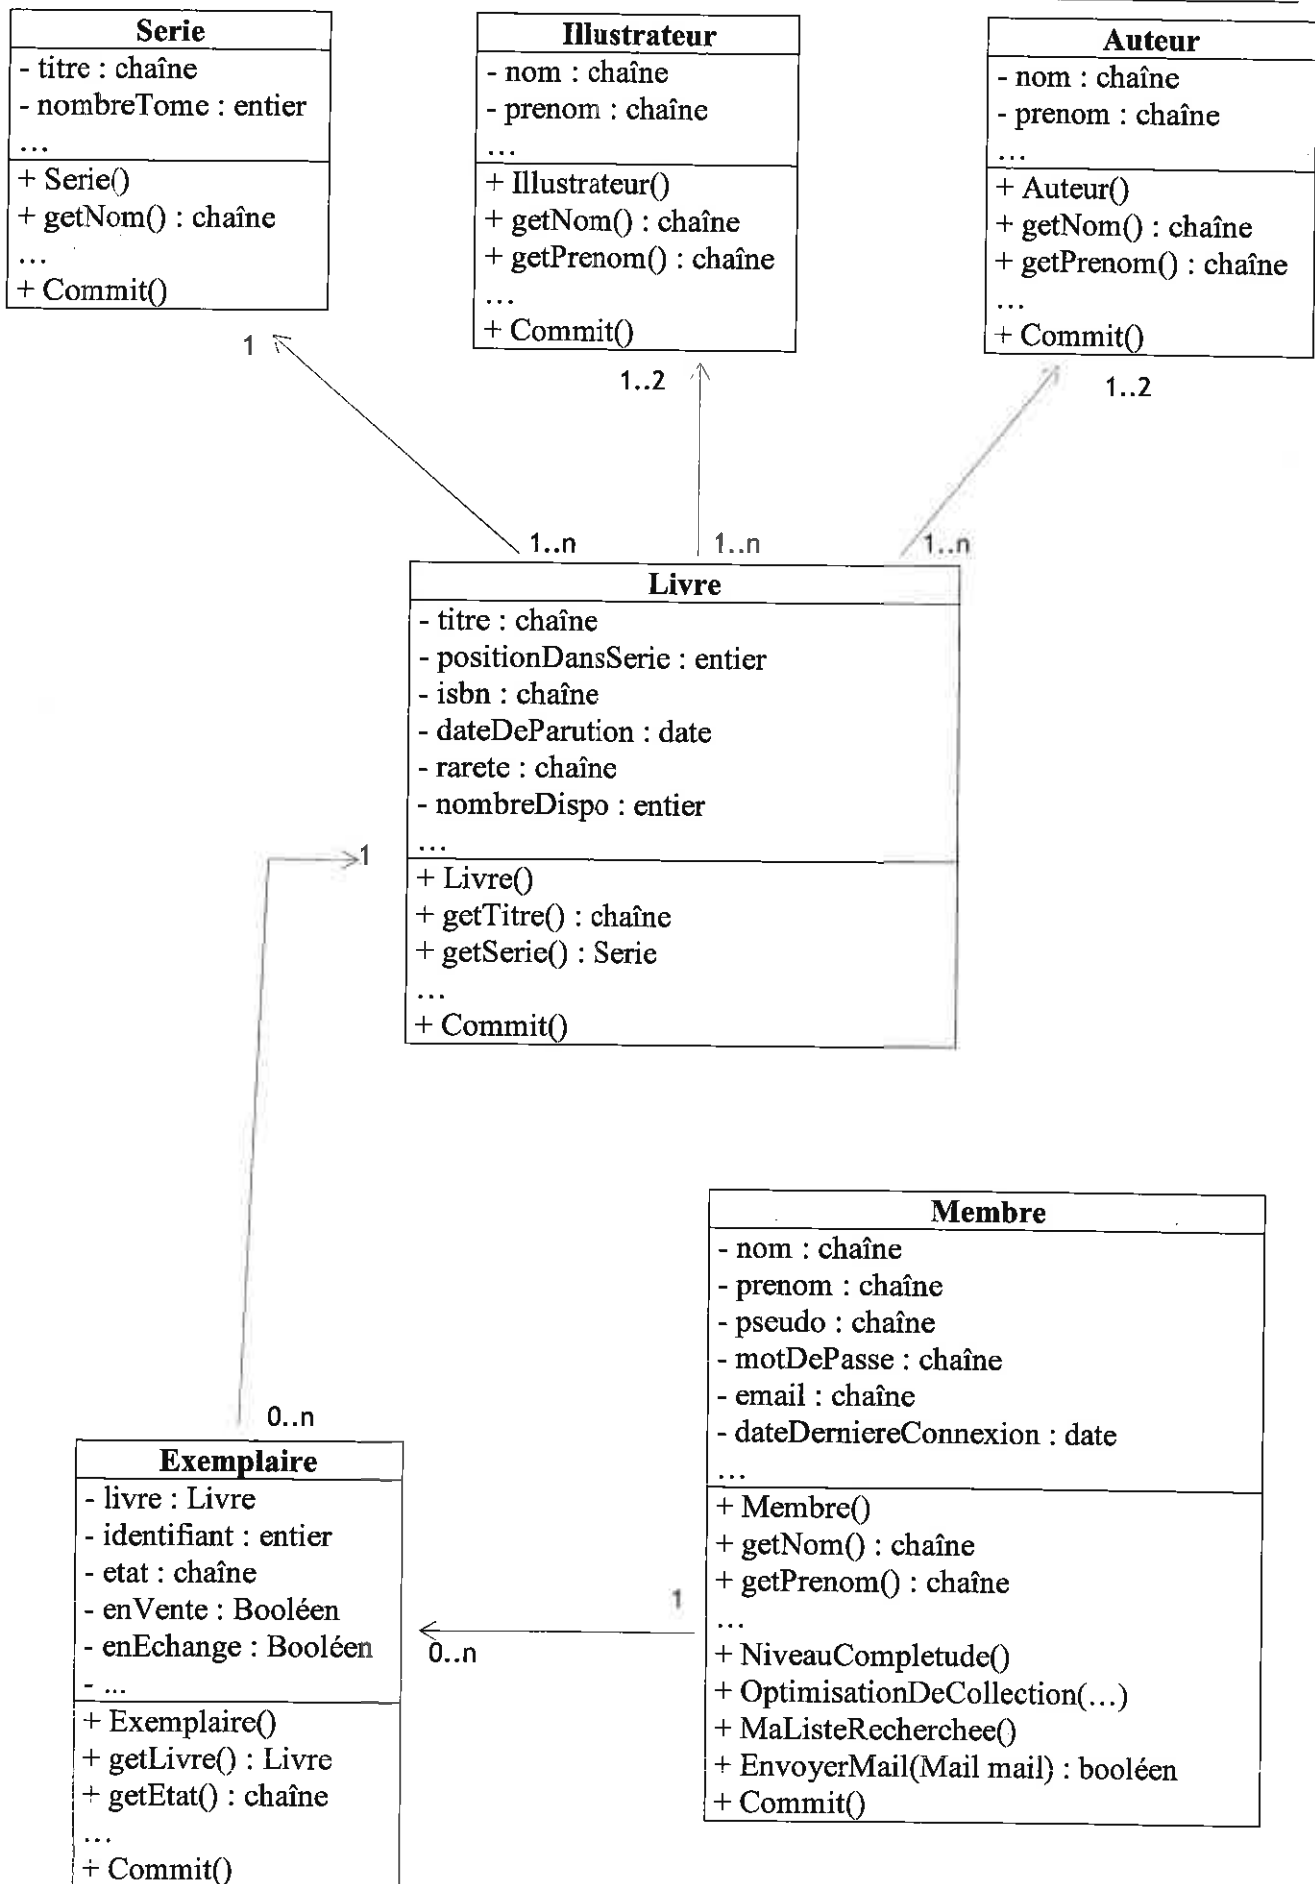 Serie
- titre : chaîne
- nombreTome : entier
...
+ Serie()
+ getNom() : chaîne
...
+ Commit()
Illustrateur
- nom : chaîne
- prenom : chaîne
...
+ Illustrateur()
+ getNom() : chaîne
+ getPrenom() : chaîne
...
+ Commit()
Auteur
- nom : chaîne
- prenom : chaîne
...
+ Auteur()
+ getNom() : chaîne
+ getPrenom() : chaîne
...
+ Commit()
1
1..2
1..2
1..n
1..n
1..n
Livre
- titre : chaîne
- positionDansSerie : entier
- isbn : chaîne
- dateDeParution : date
- rarete : chaîne
- nombreDispo : entier
...
+ Livre()
+ getTitre() : chaîne
+ getSerie() : Serie
...
+ Commit()
1
0..n
Exemplaire
- livre : Livre
- identifiant : entier
- etat : chaîne
- enVente : Booléen
- enEchange : Booléen
- ...
+ Exemplaire()
+ getLivre() : Livre
+ getEtat() : chaîne
...
+ Commit()
0..n
1
Membre
- nom : chaîne
- prenom : chaîne
- pseudo : chaîne
- motDePasse : chaîne
- email : chaîne
- dateDerniereConnexion : date
...
+ Membre()
+ getNom() : chaîne
+ getPrenom() : chaîne
...
+ NiveauCompletude()
+ OptimisationDeCollection(...)
+ MaListeRecherchee()
+ EnvoyerMail(Mail mail) : booléen
+ Commit()